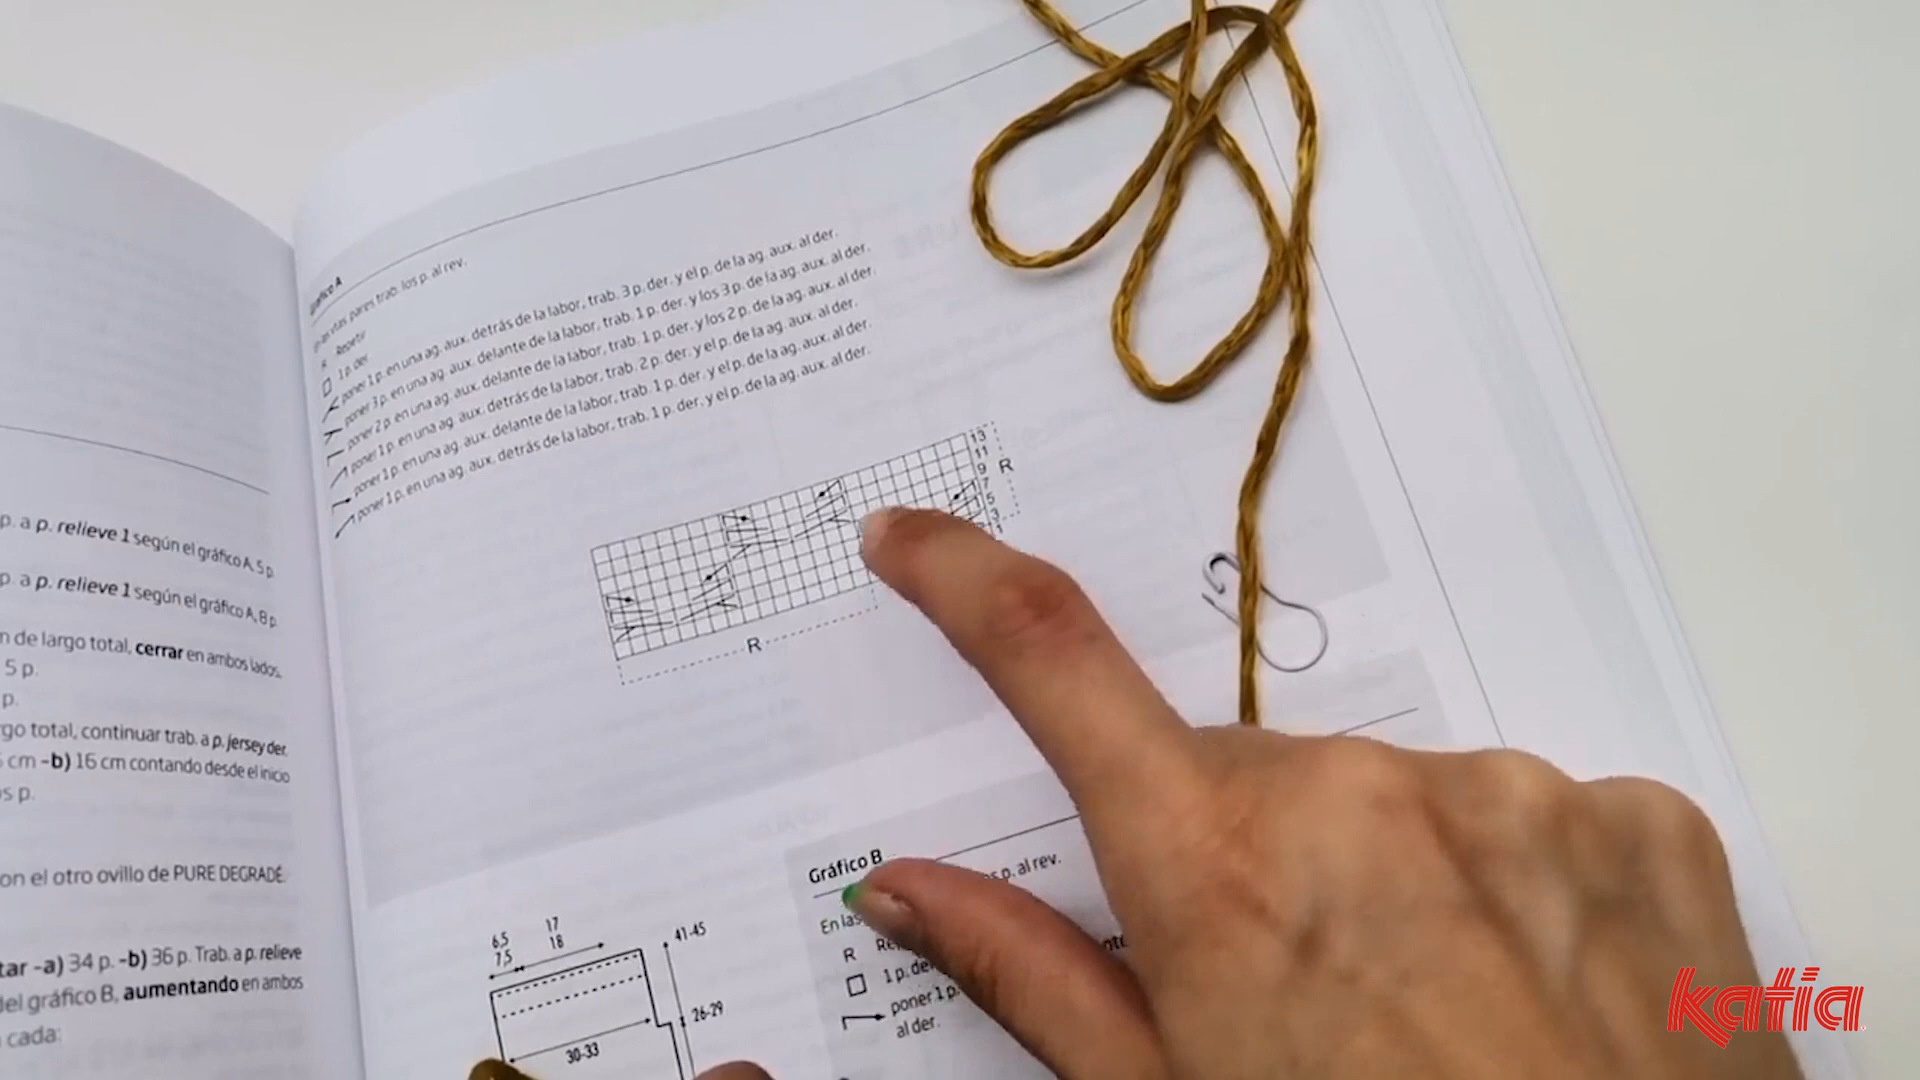 p. a p. relieve 1 según el gráfico A, 5 p.
p. a p. relieve 1 según el gráfico A, 8 p.
n de largo total, cerrar en ambos lados,
5 p.
p.
go total, continuar trab. a p. jersey der.
cm -b) 16 cm contando desde el inicio
s p.
on el otro ovillo de PURE DEGRADÉ.
tar -a) 34 p. -b) 36 p. Trab. a p. relieve
del gráfico B, aumentando en ambos
cada:
Gráfico A
vtas pares trab. los p. al rev.
R Repetir
1 p. der.
poner 1 p. en una ag. aux. detrás de la labor, trab. 3 p. der. y el p. de la ag. aux. al der.
poner 3 p. en una ag. aux. delante de la labor, trab. 1 p. der. y los 3 p. de la ag. aux. al der.
poner 2 p. en una ag. aux. delante de la labor, trab. 1 p. der. y los 2 p. de la ag. aux. al der.
poner 1 p. en una ag. aux. detrás de la labor, trab. 2 p. der. y el p. de la ag. aux. al der.
poner 1 p. en una ag. aux. delante de la labor, trab. 1 p. der. y el p. de la ag. aux. al der.
poner 1 p. en una ag. aux. detrás de la labor, trab. 1 p. der. y el p. de la ag. aux. al der.
13
11
9
7
5
3
1
R
R
6,5 17
7,5 18
41-45
26-29
30-33
Gráfico B
En las p. al rev.
R Re
1 p. de
poner 1 p.
al der.
katia